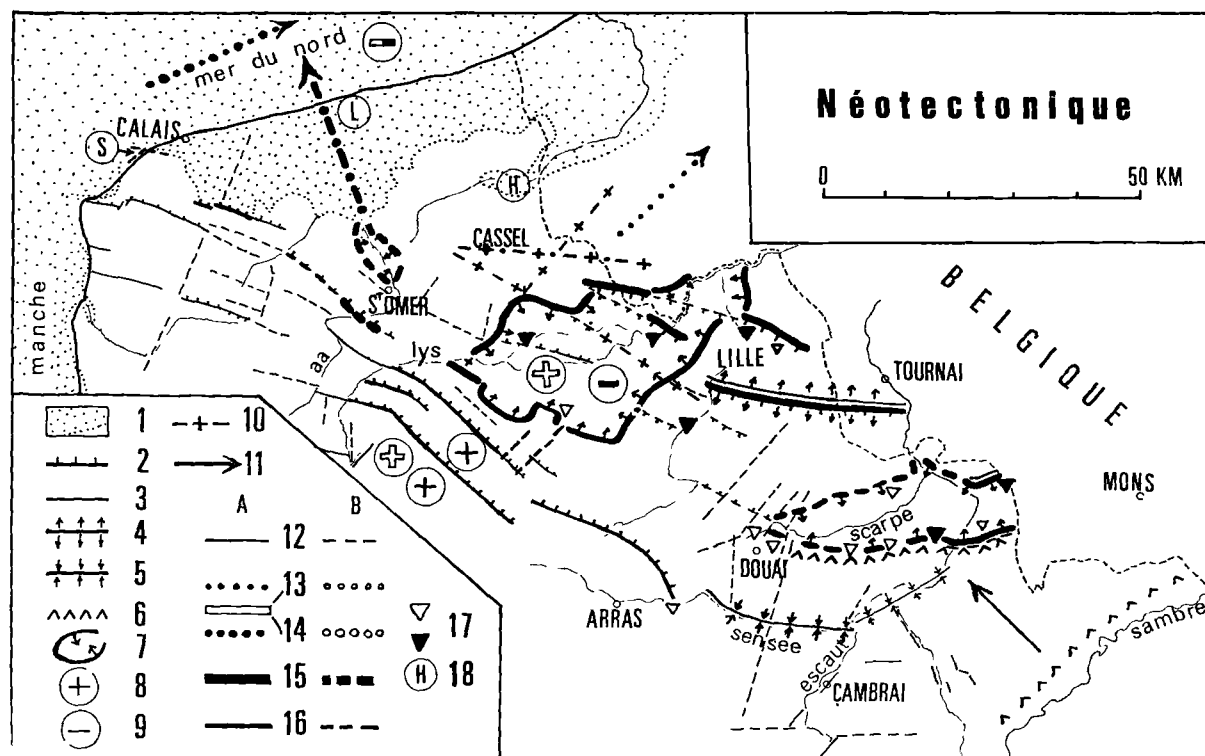 Néotectonique
0 50 KM
mer du nord
CALAIS
S
L
H
CASSEL
St OMER
manche
aa
lys
LILLE
BELGIQUE
TOURNAI
MONS
scarpe
DOUAI
ARRAS
sensee
escaut
CAMBRAI
sambre
1 10
2 11
3 A B
4 12
5 13
6 14 17
7 15 H 18
8 16
9